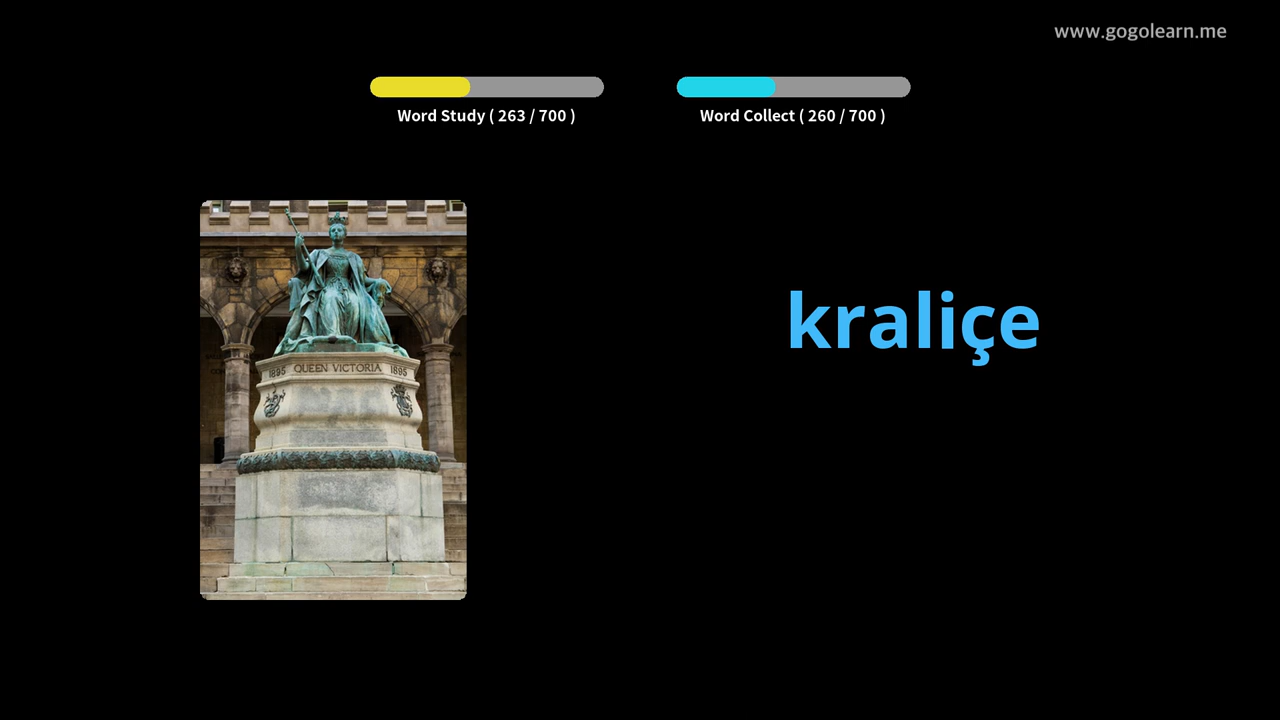 www.gogolearn.me
Word Study ( 263 / 700 )
Word Collect ( 260 / 700 )
kraliçe
1895 QUEEN VICTORIA 1895